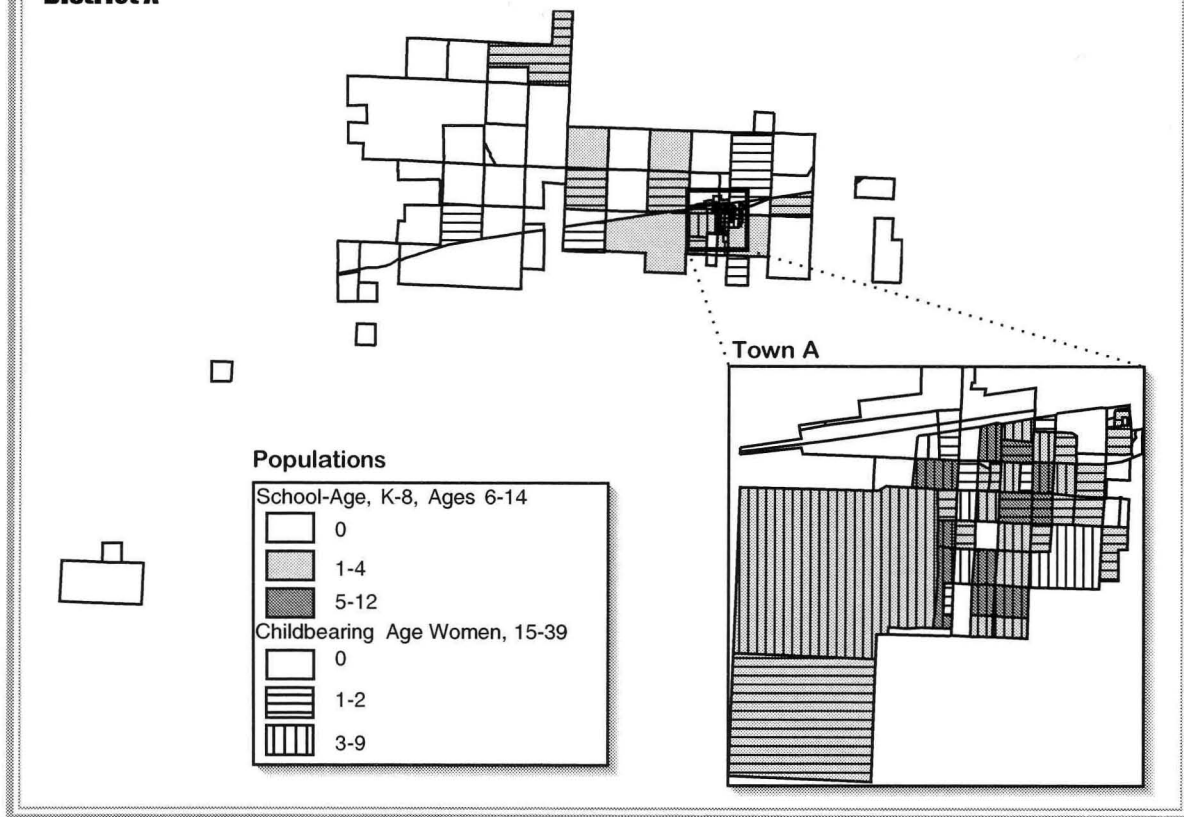 District A
Town A
Populations
School-Age, K-8, Ages 6-14
0
1-4
5-12
Childbearing Age Women, 15-39
0
1-2
3-9